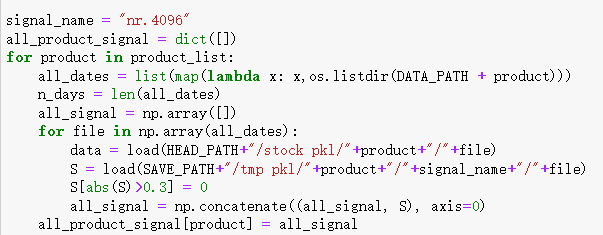 signal_name = "nr.4096"
all_product_signal = dict([])
for product in product_list:
    all_dates = list(map(lambda x: x,os.listdir(DATA_PATH + product)))
    n_days = len(all_dates)
    all_signal = np.array([])
    for file in np.array(all_dates):
        data = load(HEAD_PATH+"/stock pkl/"+product+"/"+file)
        S = load(SAVE_PATH+"/tmp pkl/"+product+"/"+signal_name+"/"+file)
        S[abs(S)>0.3] = 0
        all_signal = np.concatenate((all_signal, S), axis=0)
    all_product_signal[product] = all_signal